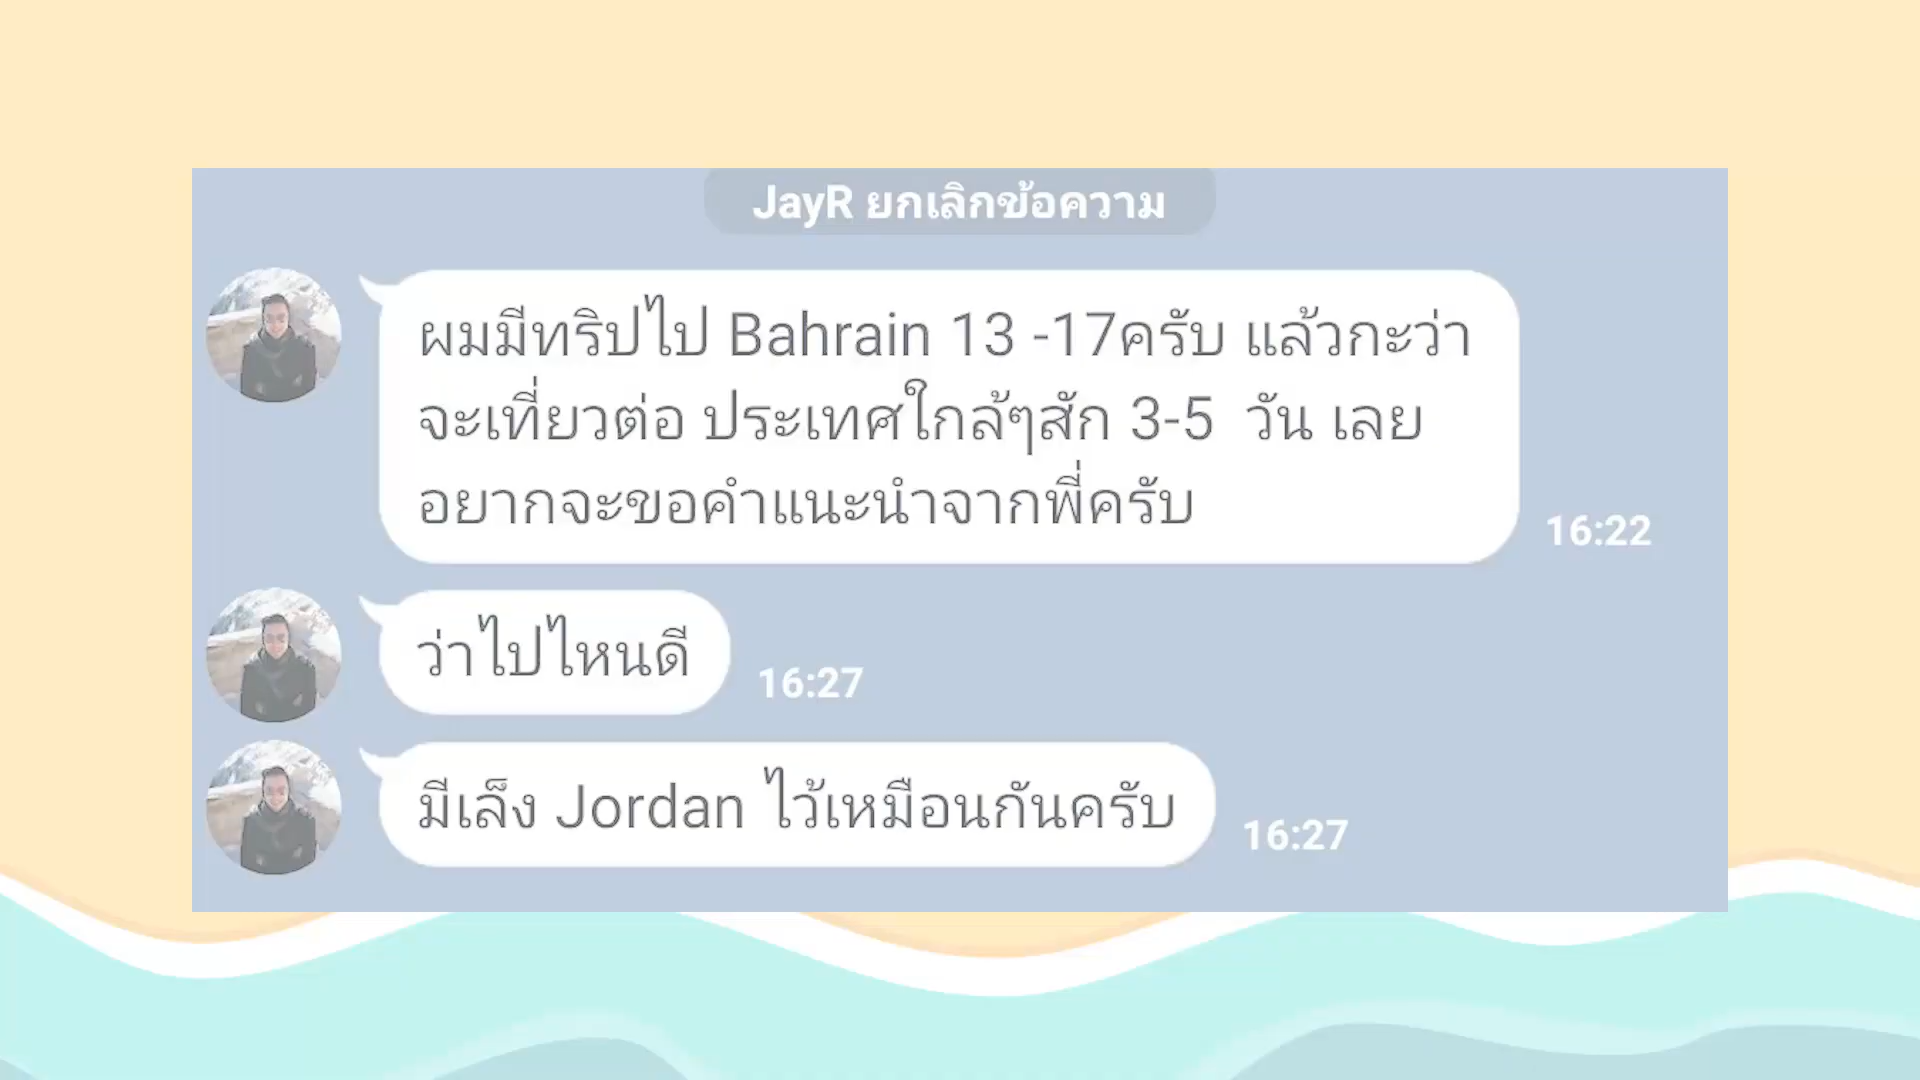 JayR ยกเลิกข้อความ
ผมมีทริปไป Bahrain 13 -17ครับ แล้วกะว่า
จะเที่ยวต่อ ประเทศใกล้ๆสัก 3-5  วัน เลย
อยากจะขอคำแนะนำจากพี่ครับ
16:22
ว่าไปไหนดี
16:27
มีเล็ง Jordan ไว้เหมือนกันครับ
16:27